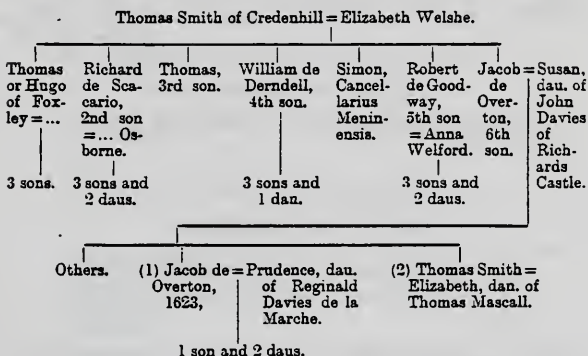 Thomas Smith of Credenhill = Elizabeth Welshe.
Thomas or Hugo of Fox-
ley = ...
3 sons.
Richard de Sca-
cario, 2nd son
= ... Os-
borne.
3 sons and
2 daus.
Thomas,
3rd son.
William de
Derndeil,
4th son.
3 sons and
1 dan.
Simon,
Cancel-
larius
Menin-
ensis.
Robert
de Good-
way,
5th son
= Anna
Welford.
3 sons and
2 daus.
Jacob =
de
Over-
ton,
6th
son.
Susan,
dau. of
John
Davies
of
Rich-
ards
Castle.
Others.
(1) Jacob de =
Overton,
1623,
Prudence, dau.
of Reginald
Davies de la
Marche.
1 son and 2 daus.
(2) Thomas Smith =
Elizabeth, dan. of
Thomas Mascall.